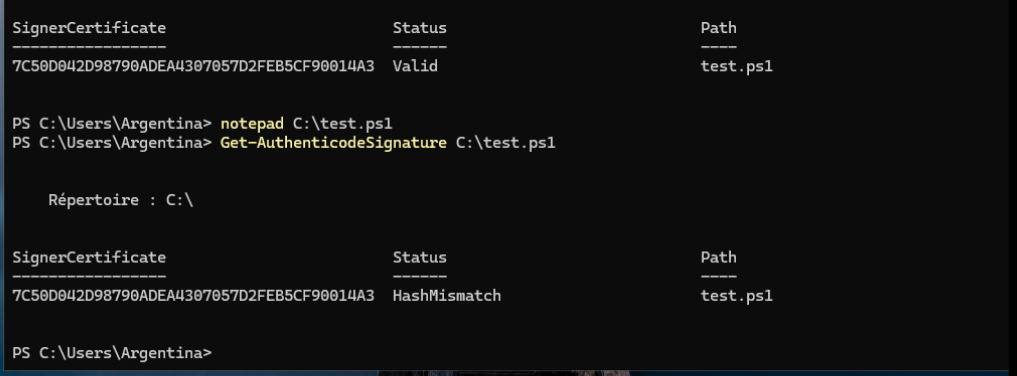 SignerCertificate Status Path
----------------- ------ ----
7C50D042D98790ADEA4307057D2FEB5CF90014A3 Valid test.ps1
PS C:\Users\Argentina> notepad C:\test.ps1
PS C:\Users\Argentina> Get-AuthenticodeSignature C:\test.ps1
Répertoire : C:\
SignerCertificate Status Path
----------------- ------ ----
7C50D042D98790ADEA4307057D2FEB5CF90014A3 HashMismatch test.ps1
PS C:\Users\Argentina>